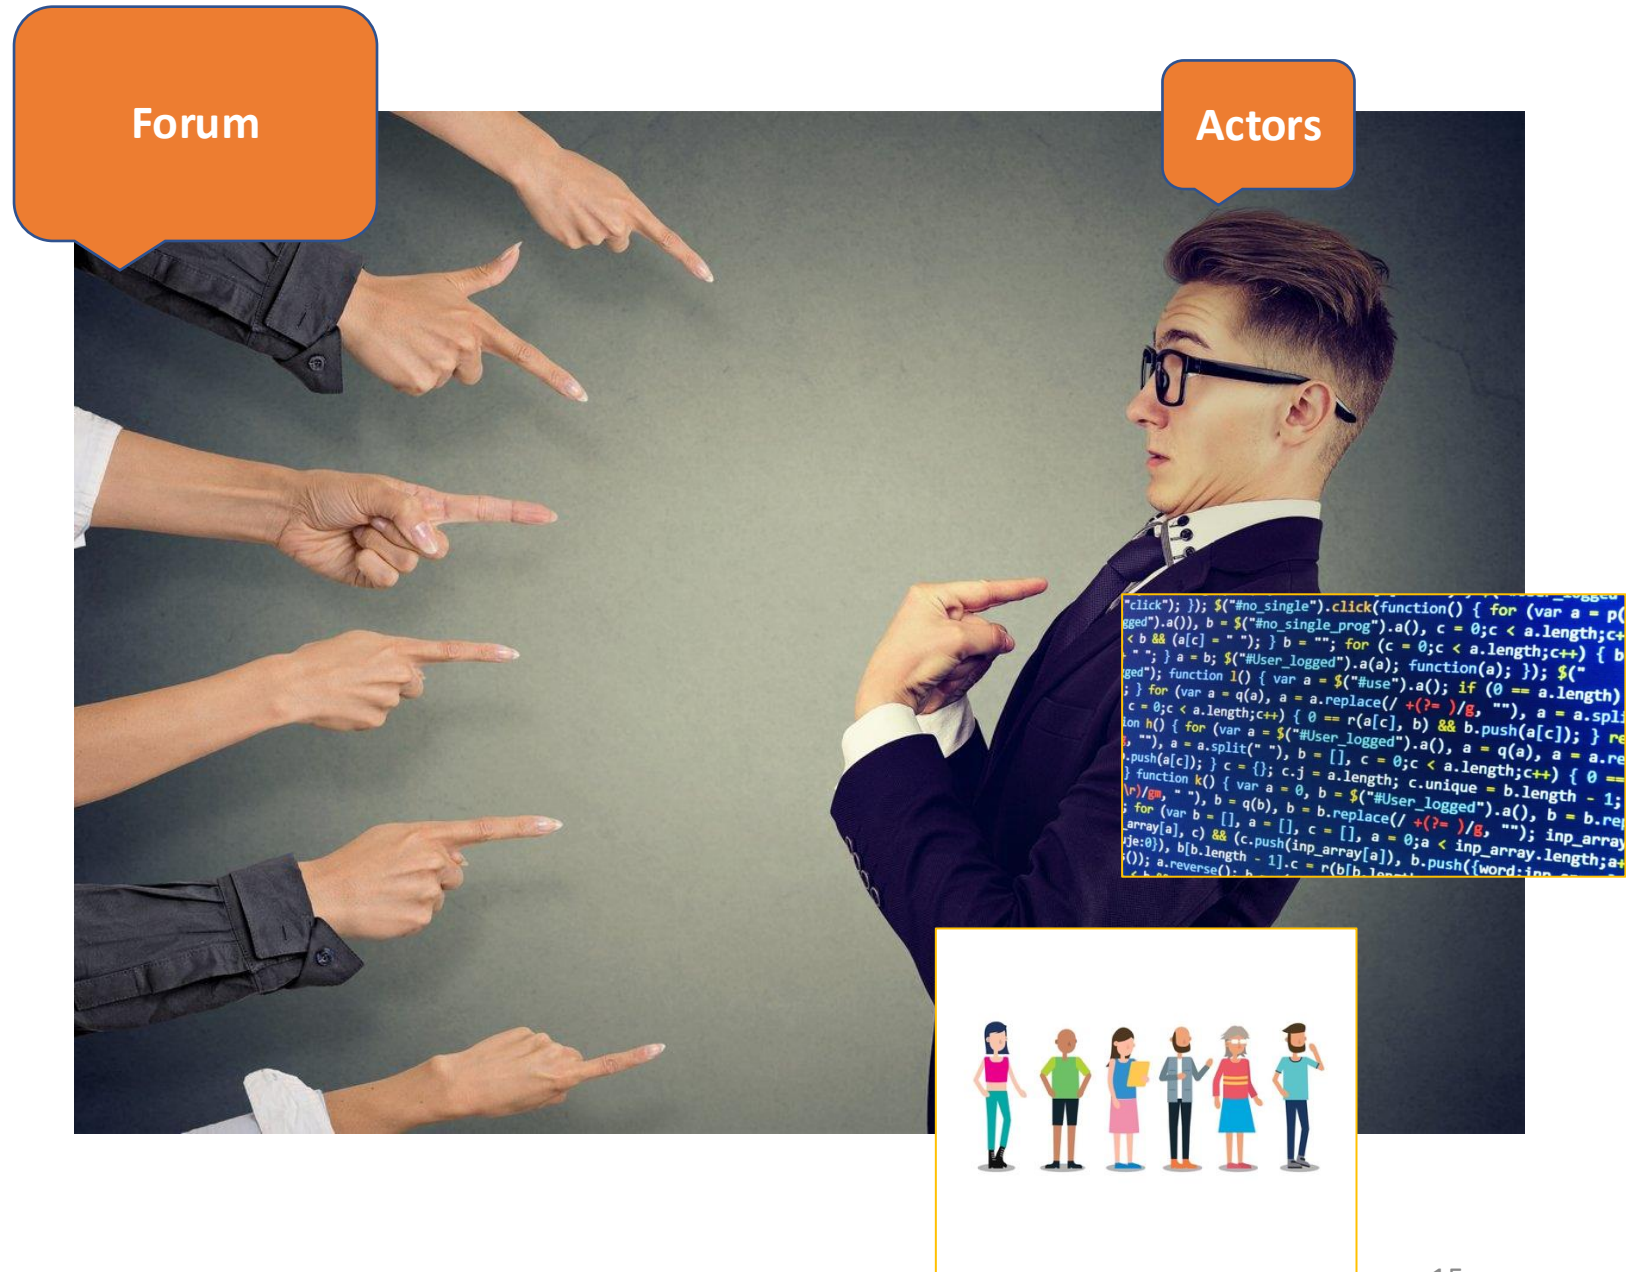 Forum
Actors
"click"); }); $("#no_single").click(function() { for (var a = p(
gged").a()), b = $("#no_single_prog").a(), c = 0;c < a.length;c+
< b && (a[c] = " "); } b = ""; for (c = 0;c < a.length;c++) { b
" "; } a = b; $("#User_logged").a(a); function(a); }); $("
ged"); function l() { var a = $("#use").a(); if (0 == a.length)
; } for (var a = q(a), a = a.replace(/ +(?= )/g, ""), a = a.spli
c = 0;c < a.length;c++) { 0 == r(a[c], b) && b.push(a[c]); } re
ion h() { for (var a = $("#User_logged").a(), a = q(a), a = a.re
, ""), a = a.split(" "), b = [], c = 0;c < a.length;c++) { 0 ==
.push(a[c]); } c = {}; c.j = a.length; c.unique = b.length - 1;
} function k() { var a = 0, b = $("#User_logged").a(), b = b.rep
\r)/gm, " "), b = q(b), b = b.replace(/ +(?= )/g, ""); inp_array
; for (var b = [], a = [], c = [], a = 0;a < inp_array.length;a+
_array[a], c) && (c.push(inp_array[a]), b.push({word:inp
je:0}), b[b.length - 1].c = r(b[b.
()); a.reverse();